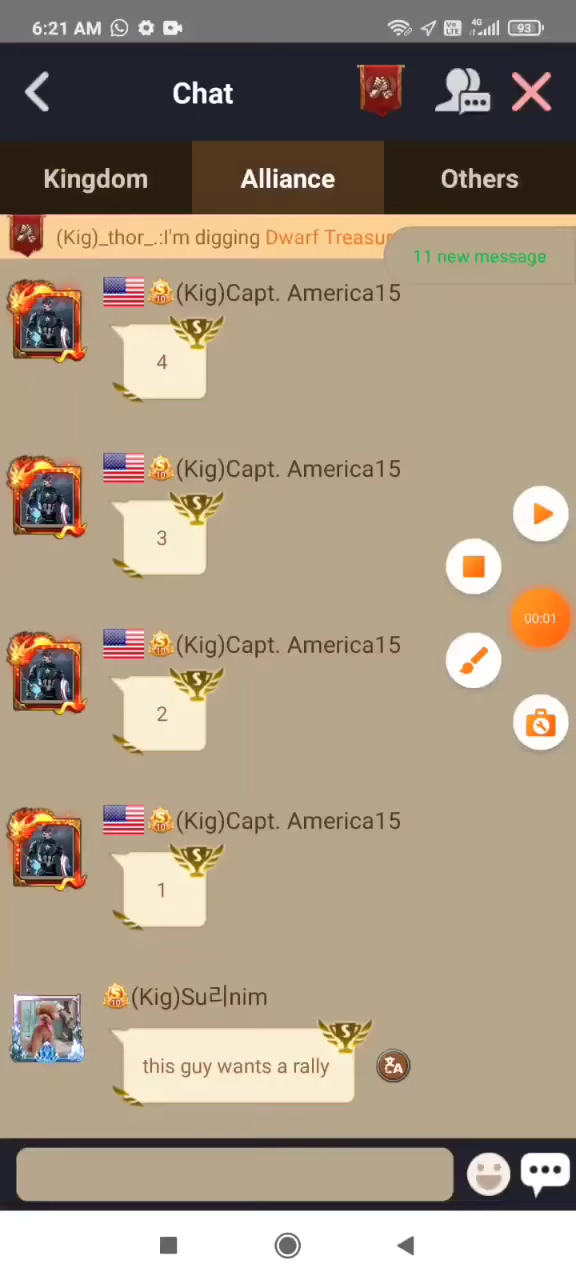 6:21 AM
4G
93
Chat
Kingdom
Alliance
Others
(Kig)_thor_.:I'm digging Dwarf Treasur
11 new message
(Kig)Capt. America15
4
(Kig)Capt. America15
3
(Kig)Capt. America15
2
00:01
(Kig)Capt. America15
1
(Kig)Su리nim
this guy wants a rally